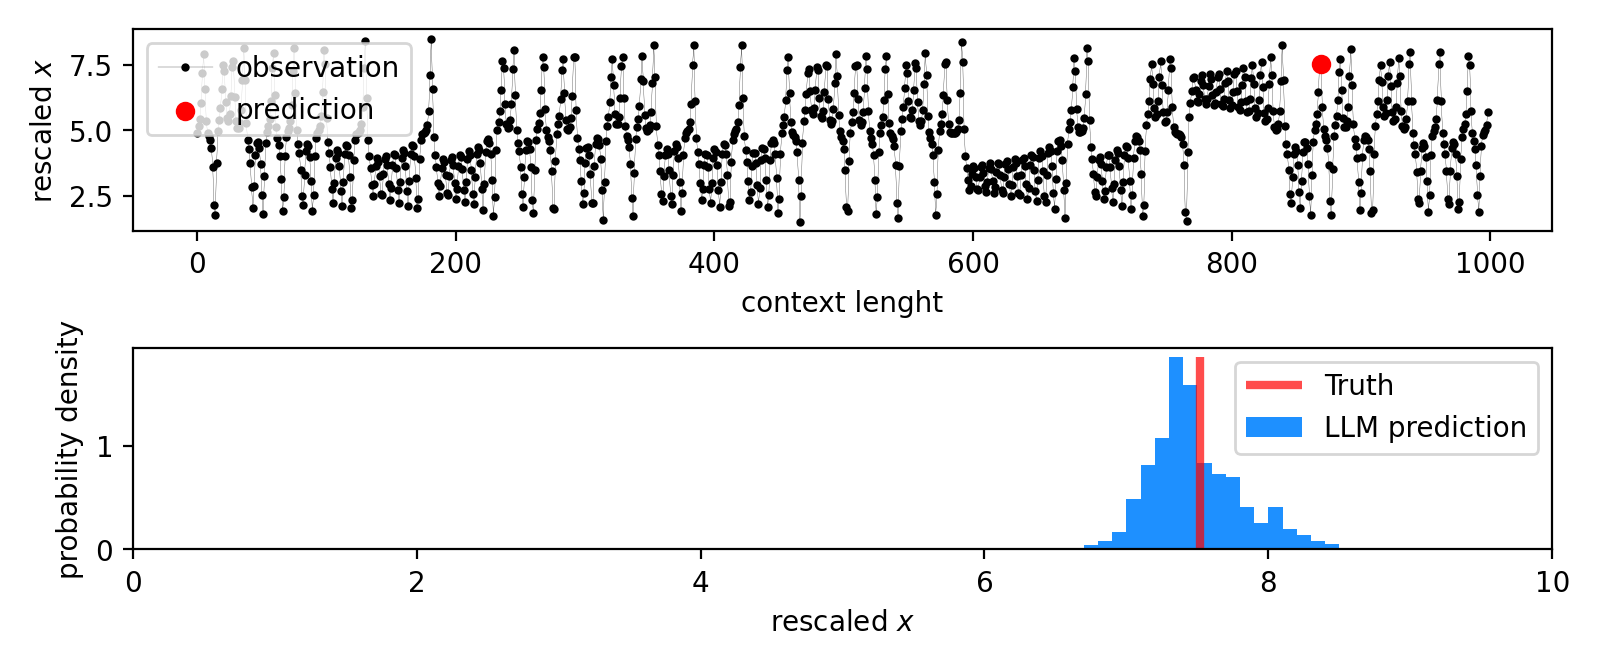 rescaled x
7.5
5.0
2.5
observation
prediction
0
200
400
600
800
1000
context lenght
probability density
1
0
Truth
LLM prediction
0
2
4
6
8
10
rescaled x